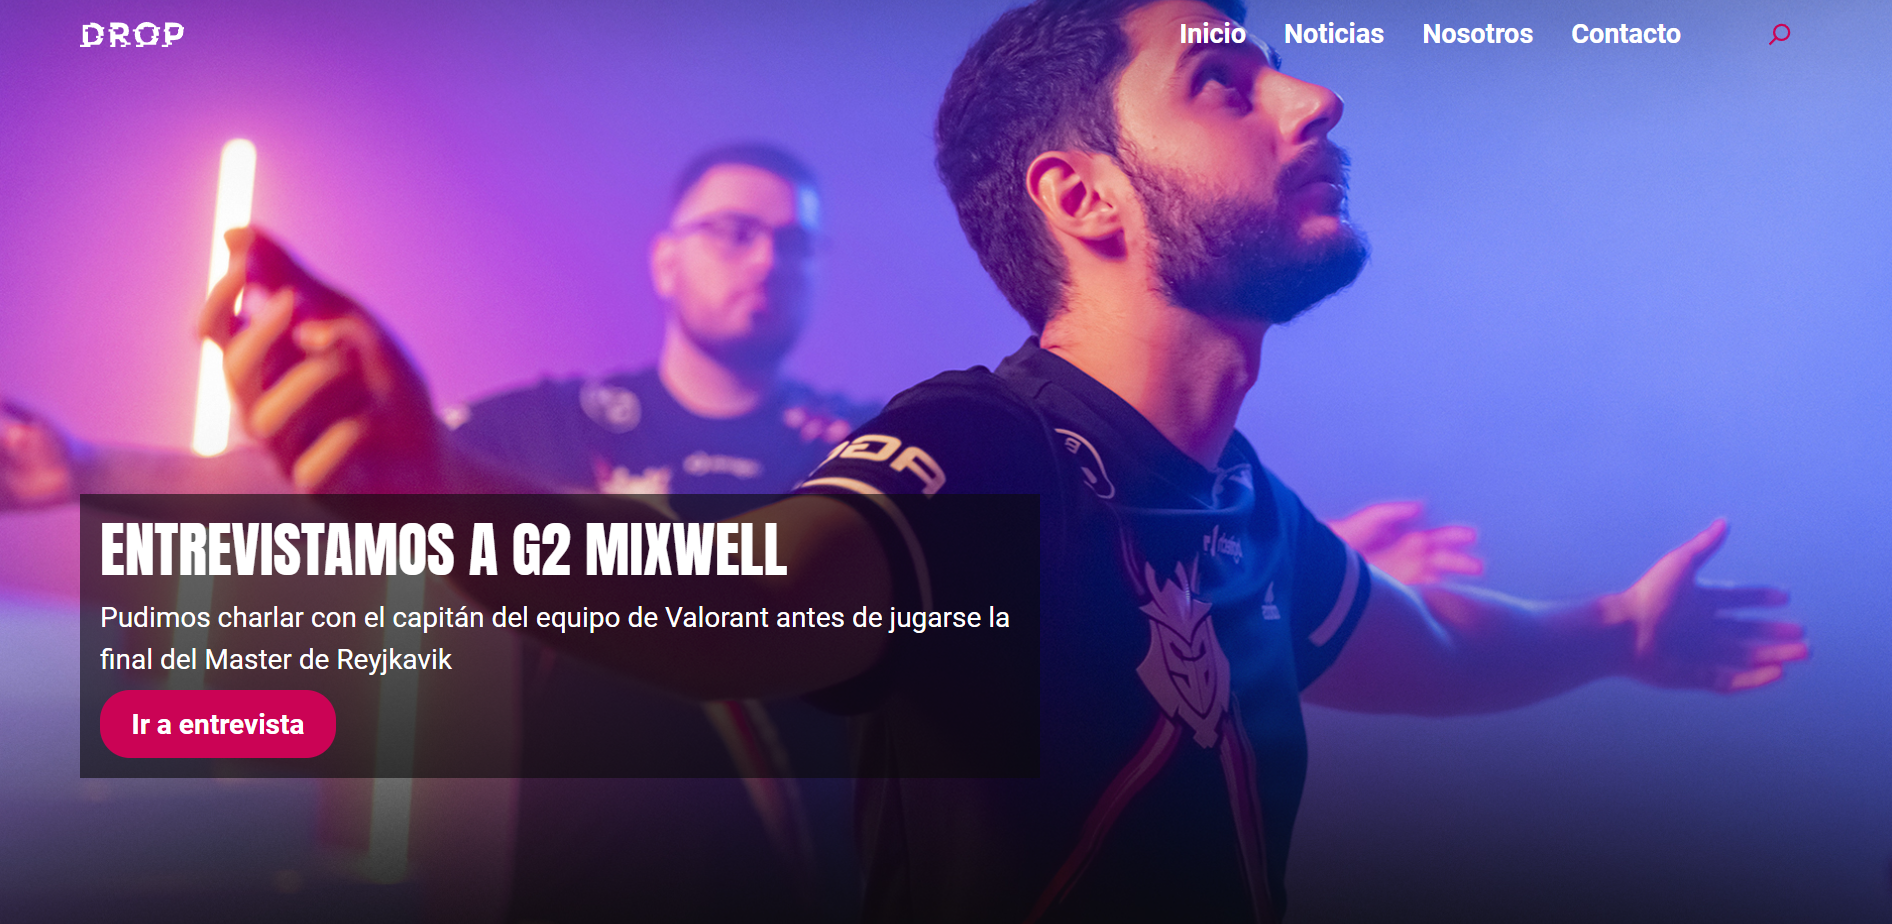 DROP
Inicio Noticias Nosotros Contacto
ENTREVISTAMOS A G2 MIXWELL
Pudimos charlar con el capitán del equipo de Valorant antes de jugarse la
final del Master de Reyjkavik
Ir a entrevista